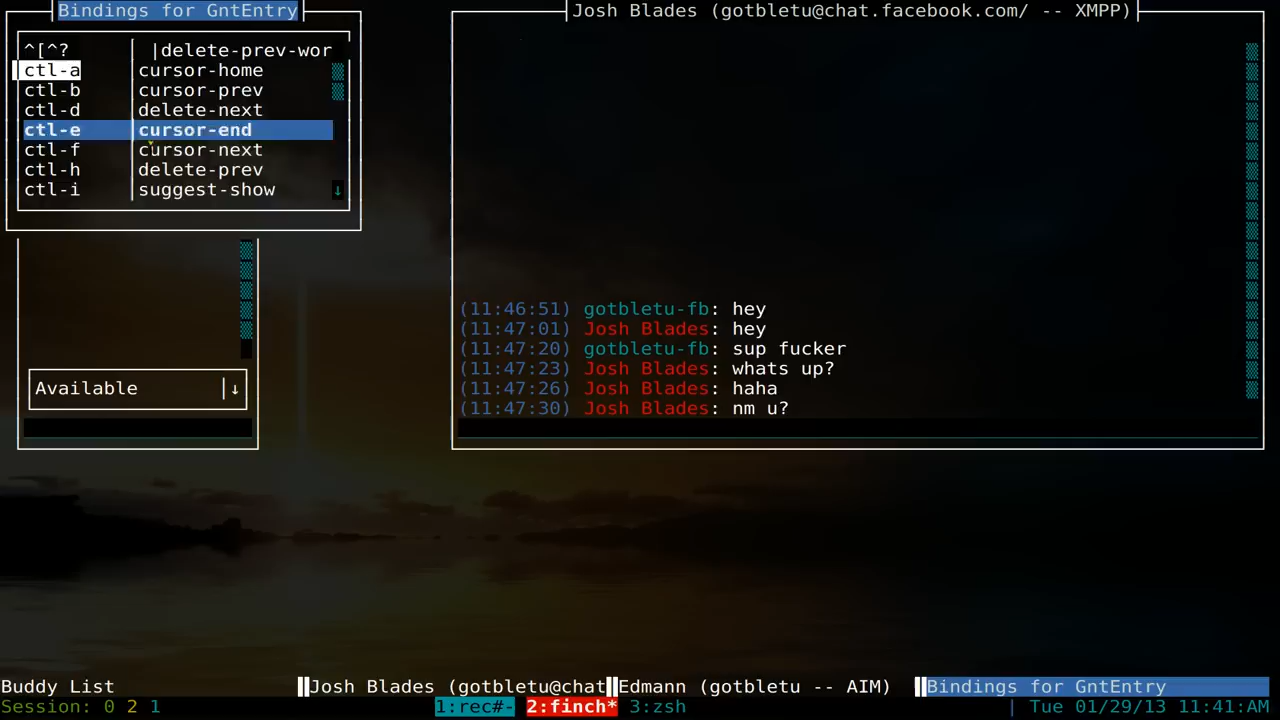 Bindings for GntEntry
^[^? | |delete-prev-wor
ctl-a |cursor-home
ctl-b |cursor-prev
ctl-d |delete-next
ctl-e |cursor-end
ctl-f |cursor-next
ctl-h |delete-prev
ctl-i |suggest-show ↓
Available |↓
Josh Blades (gotbletu@chat.facebook.com/ -- XMPP)
(11:46:51) gotbletu-fb: hey
(11:47:01) Josh Blades: hey
(11:47:20) gotbletu-fb: sup fucker
(11:47:23) Josh Blades: whats up?
(11:47:26) Josh Blades: haha
(11:47:30) Josh Blades: nm u?
Buddy List Josh Blades (gotbletu@chat Edmann (gotbletu -- AIM) Bindings for GntEntry
Session: 0 2 1 1:rec#- 2:finch* 3:zsh | Tue 01/29/13 11:41:AM